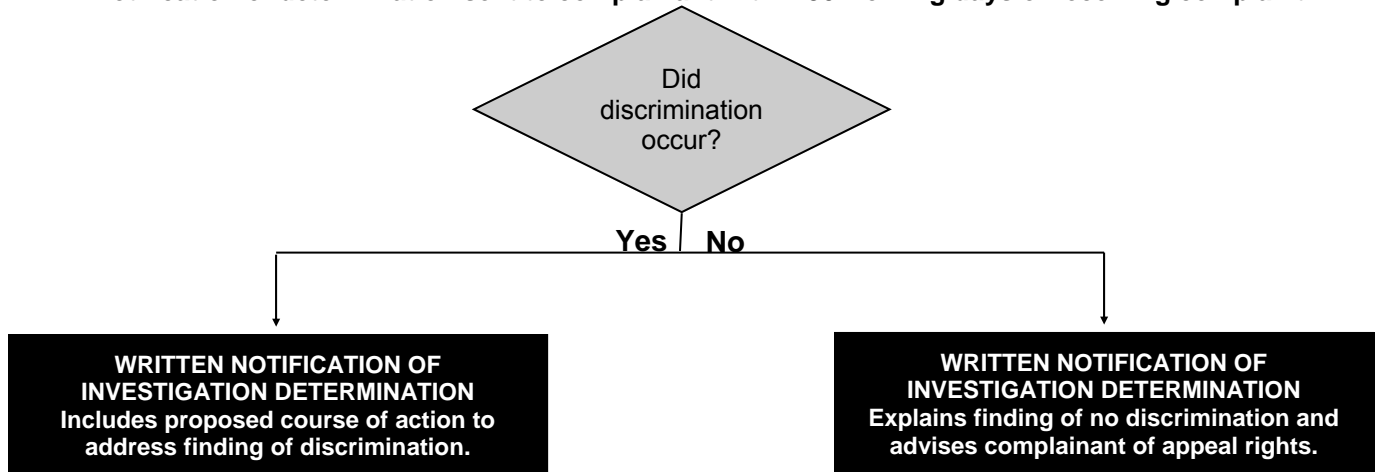 Did
discrimination
occur?
Yes No
WRITTEN NOTIFICATION OF
INVESTIGATION DETERMINATION
Includes proposed course of action to
address finding of discrimination.
WRITTEN NOTIFICATION OF
INVESTIGATION DETERMINATION
Explains finding of no discrimination and
advises complainant of appeal rights.